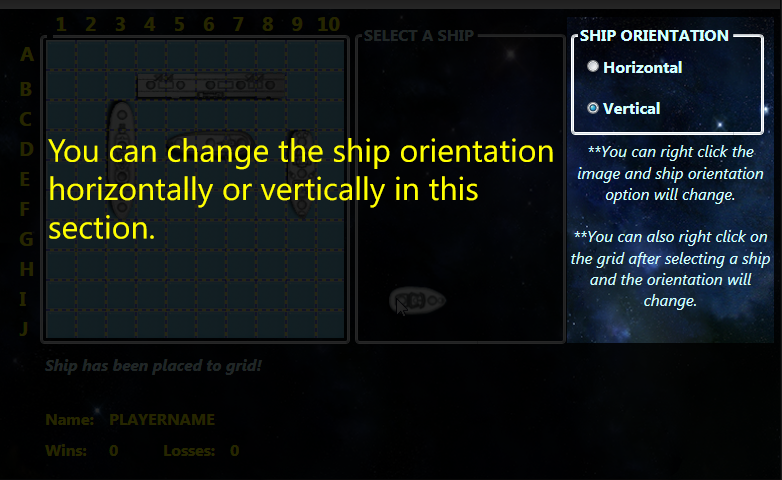 1 2 3 4 5 6 7 8 9 10
SELECT A SHIP
SHIP ORIENTATION
A
Horizontal
B
Vertical
C
D
E
F
G
H
I
J
You can change the ship orientation
horizontally or vertically in this
section.
**You can right click the
image and ship orientation
option will change.
**You can also right click on
the grid after selecting a ship
and the orientation will
change.
Ship has been placed to grid!
Name: PLAYERNAME
Wins: 0 Losses: 0